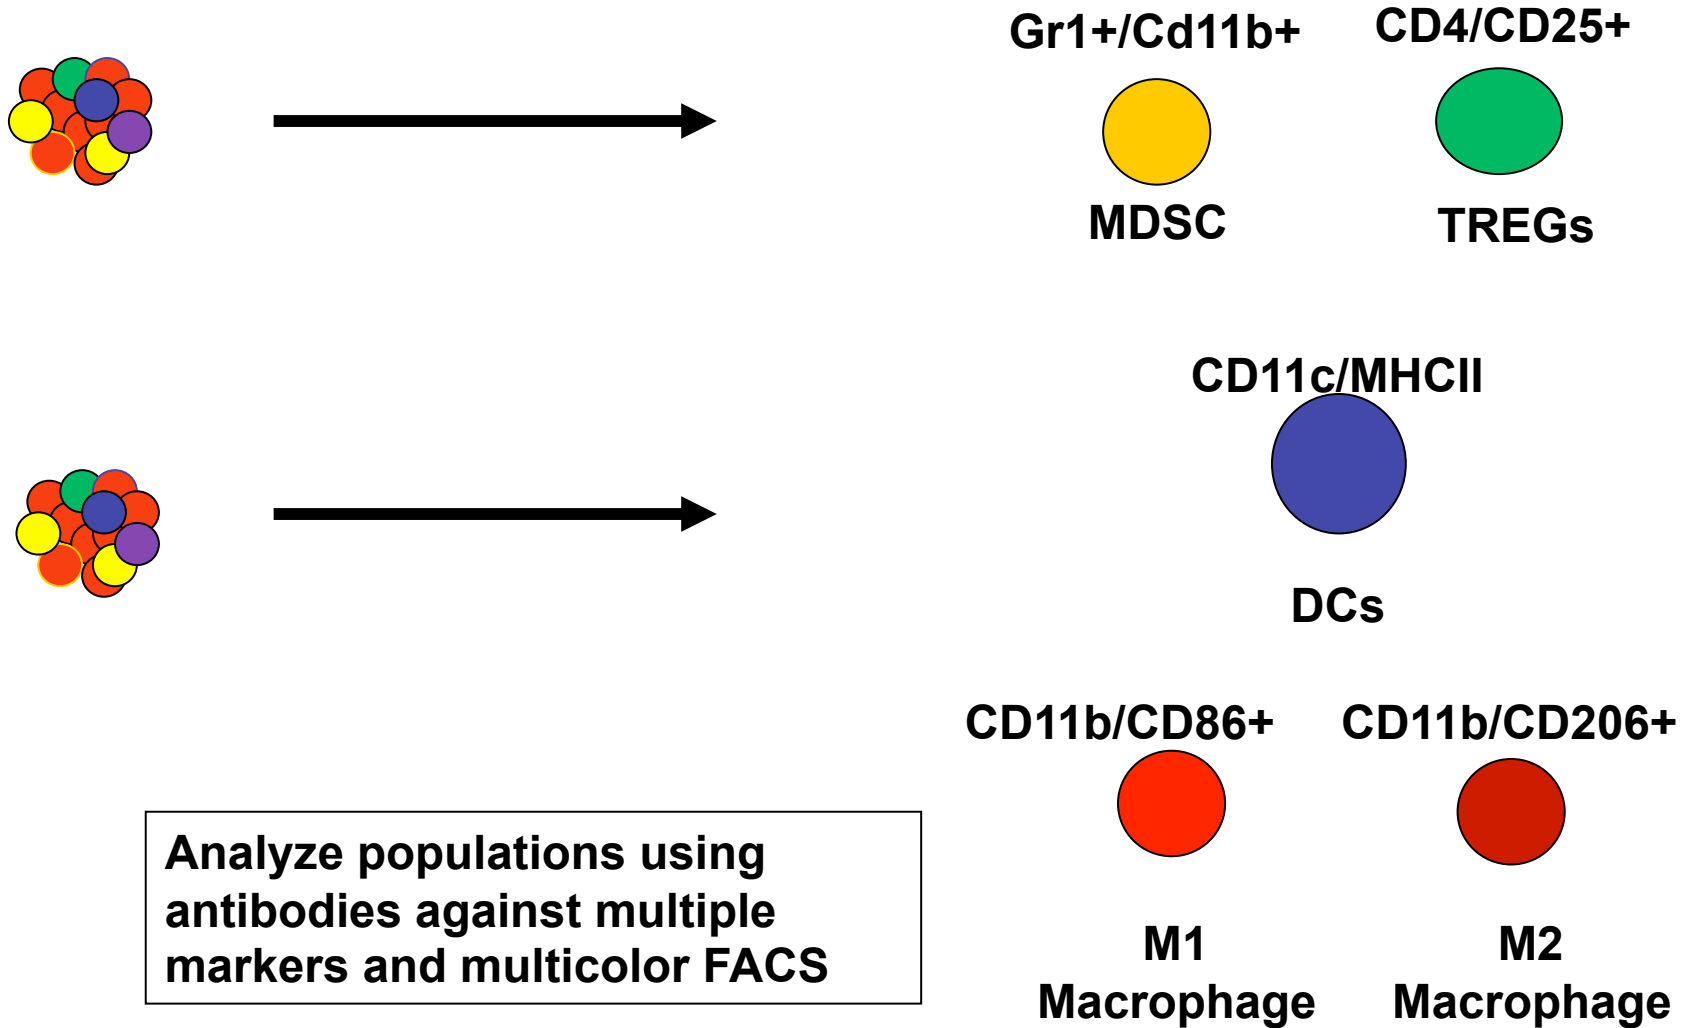 Gr1+/Cd11b+
CD4/CD25+
MDSC
TREGs
CD11c/MHCII
DCs
CD11b/CD86+
CD11b/CD206+
M1
Macrophage
M2
Macrophage
Analyze populations using
antibodies against multiple
markers and multicolor FACS